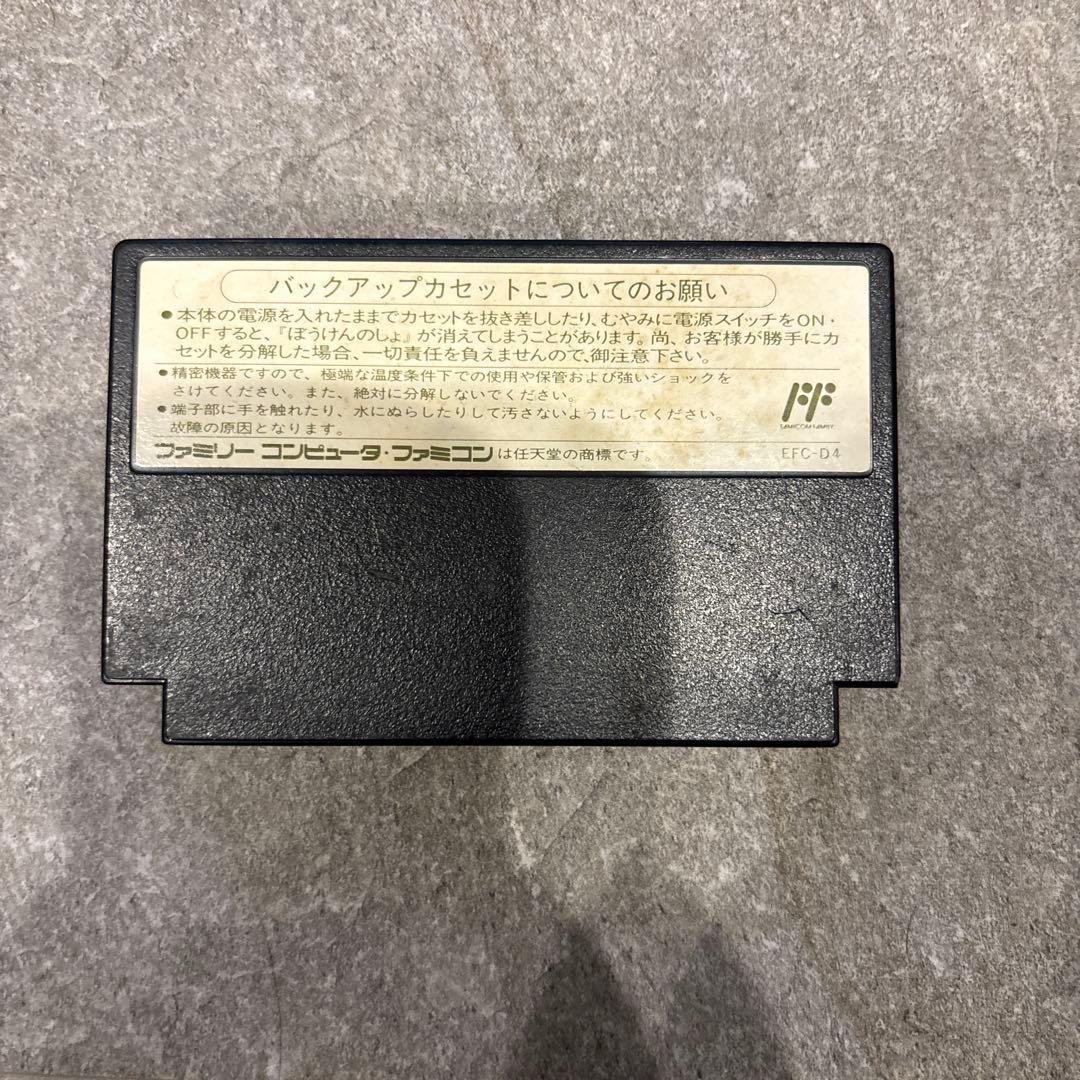 バックアップカセットについてのお願い
●本体の電源を入れたままでカセットを抜き差ししたり、むやみに電源スイッチをON・
OFFすると、『ぼうけんのしょ』が消えてしまうことがあります。尚、お客様が勝手にカ
セットを分解した場合、一切責任を負えませんので、御注意下さい。
●精密機器ですので、極端な温度条件下での使用や保管および強いショックを
さけてください。また、絶対に分解しないでください。
●端子部に手を触れたり、水にぬらしたりして汚さないようにしてください。
故障の原因となります。
FF
FAMICOM FAMILY
ファミリーコンピュータ・ファミコンは任天堂の商標です。
EFC-D4